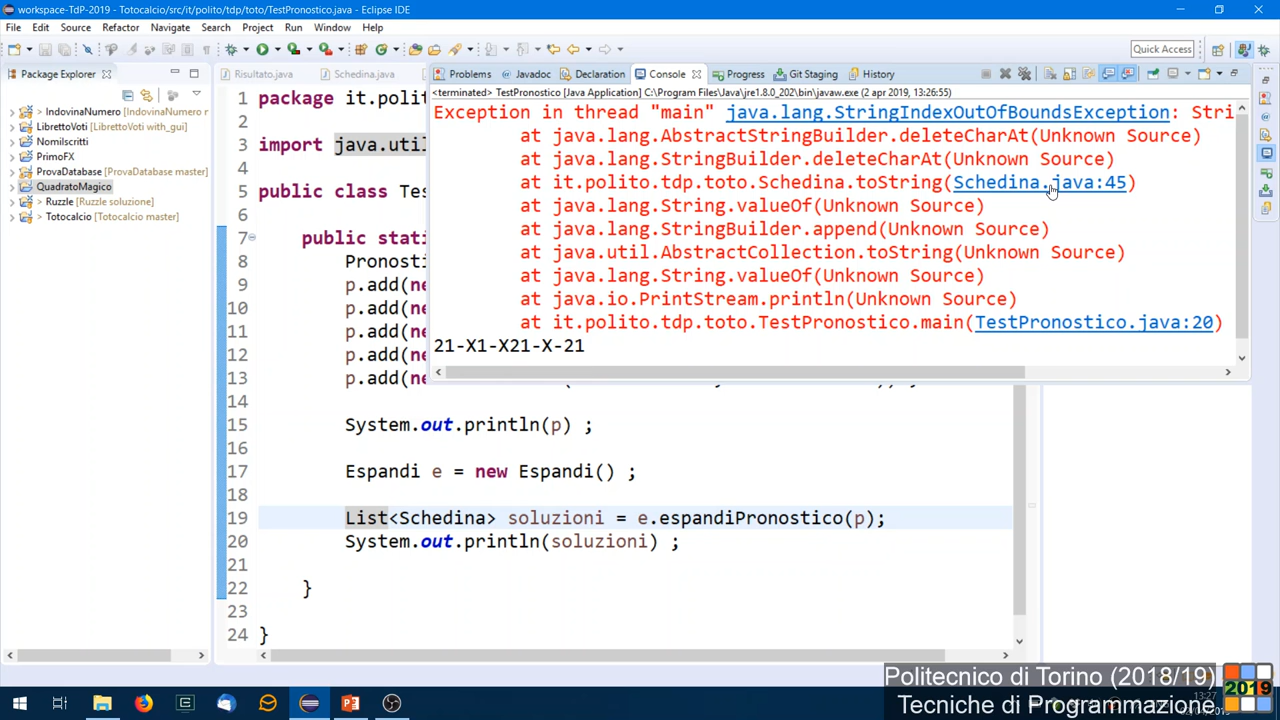 workspace-TdP-2019 - Totocalcio/src/it/polito/tdp/toto/TestPronostico.java - Eclipse IDE
File Edit Source Refactor Navigate Search Project Run Window Help
Quick Access
Package Explorer
Risultato.java
Schedina.java
Problems
Javadoc
Declaration
Console
Progress
Git Staging
History
<terminated> TestPronostico [Java Application] C:\Program Files\Java\jre1.8.0_202\bin\javaw.exe (2 apr 2019, 13:26:55)
> IndovinaNumero [IndovinaNumero r
LibrettoVoti [LibrettoVoti with_gui]
NomiIscritti
PrimoFX
ProvaDatabase [ProvaDatabase master]
QuadratoMagico
> Ruzzle [Ruzzle soluzione]
> Totocalcio [Totocalcio master]
Exception in thread "main" java.lang.StringIndexOutOfBoundsException: Stri
at java.lang.AbstractStringBuilder.deleteCharAt(Unknown Source)
at java.lang.StringBuilder.deleteCharAt(Unknown Source)
at it.polito.tdp.toto.Schedina.toString(Schedina.java:45)
at java.lang.String.valueOf(Unknown Source)
at java.lang.StringBuilder.append(Unknown Source)
at java.util.AbstractCollection.toString(Unknown Source)
at java.lang.String.valueOf(Unknown Source)
at java.io.PrintStream.println(Unknown Source)
at it.polito.tdp.toto.TestPronostico.main(TestPronostico.java:20)
21-X1-X21-X-21
1 package it.polit
2
3 import java.util
5 public class Tes
6
7 public stati
8 Pronosti
9 p.add(ne
10 p.add(ne
11 p.add(ne
12 p.add(ne
13 p.add(ne
14
15 System.out.println(p) ;
16
17 Espandi e = new Espandi() ;
18
19 List<Schedina> soluzioni = e.espandiPronostico(p);
20 System.out.println(soluzioni) ;
21
22 }
23
24 }
Politecnico di Torino (2018/19)
Tecniche di Programmazione
2019
13:27